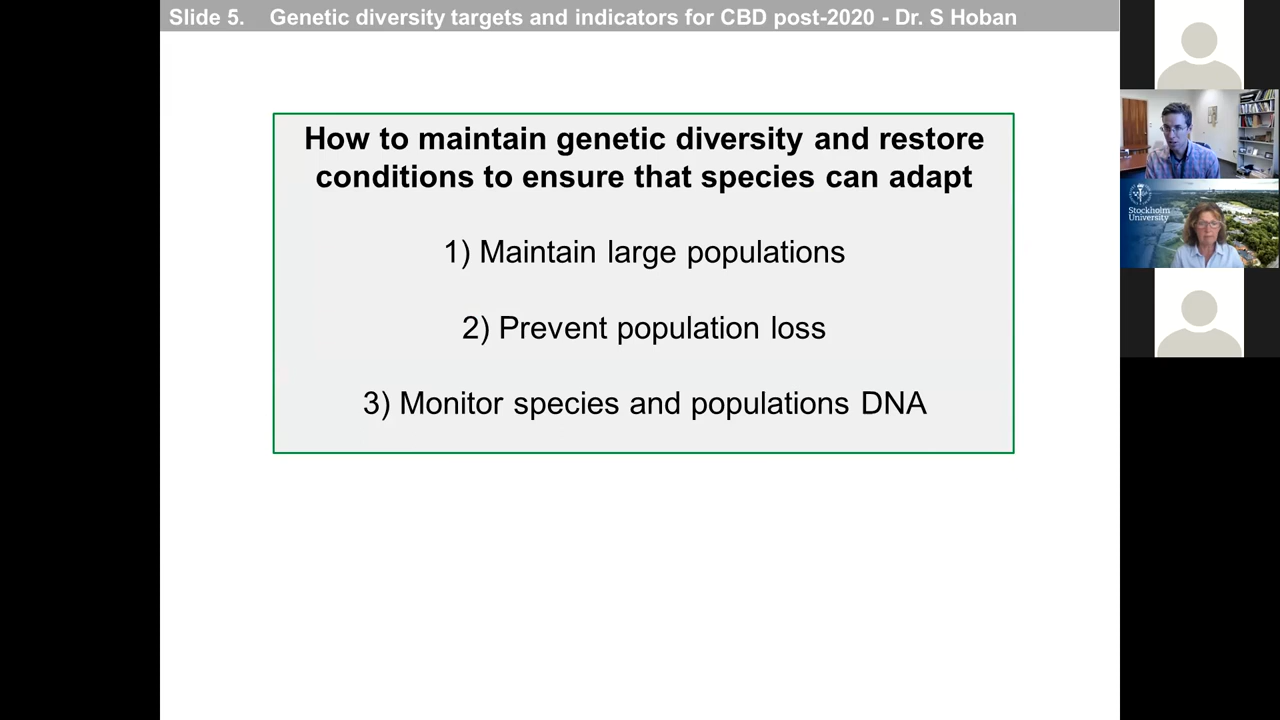 Slide 5. Genetic diversity targets and indicators for CBD post-2020 - Dr. S Hoban
How to maintain genetic diversity and restore
conditions to ensure that species can adapt
1) Maintain large populations
2) Prevent population loss
3) Monitor species and populations DNA
Stockholm
University